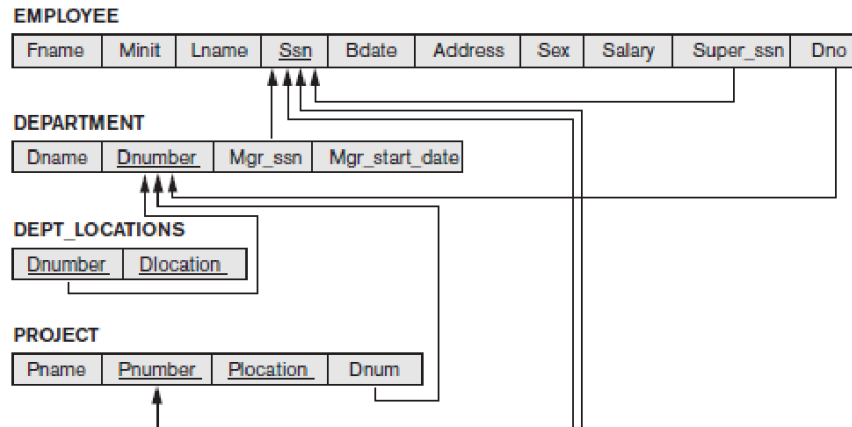 EMPLOYEE
Fname Minit Lname Ssn Bdate Address Sex Salary Super_ssn Dno
DEPARTMENT
Dname Dnumber Mgr_ssn Mgr_start_date
DEPT_LOCATIONS
Dnumber Dlocation
PROJECT
Pname Pnumber Plocation Dnum